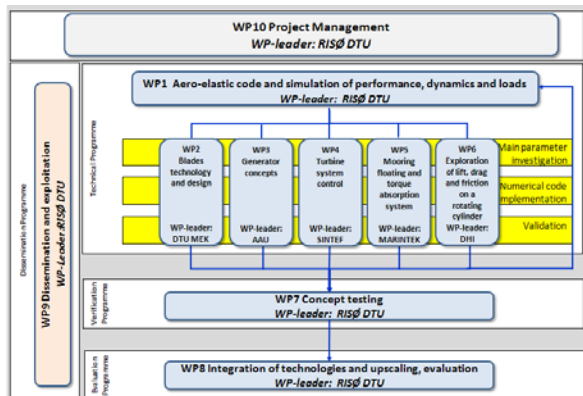 WP10 Project Management
WP-leader: RISØ DTU
Dissemination Programme
WP9 Dissemination and exploitation
WP-Leader:RISØ DTU
Technical Programme
WP1 Aero-elastic code and simulation of performance, dynamics and loads
WP-leader: RISØ DTU
WP2
Blades
technology
and design
WP-leader:
DTU MEK
WP3
Generator
concepts
WP-leader:
AAU
WP4
Turbine
system
control
WP-leader:
SINTEF
WP5
Mooring
floating and
torque
absorption
system
WP-leader:
MARINTEK
WP6
Exploration
of lift, drag
and friction
on a
rotating
cylinder
WP-leader:
DHI
Main parameter
investigation
Numerical code
implementation
Validation
Verification
Programme
WP7 Concept testing
WP-leader: RISØ DTU
Evaluation
Programme
WP8 Integration of technologies and upscaling, evaluation
WP-leader: RISØ DTU